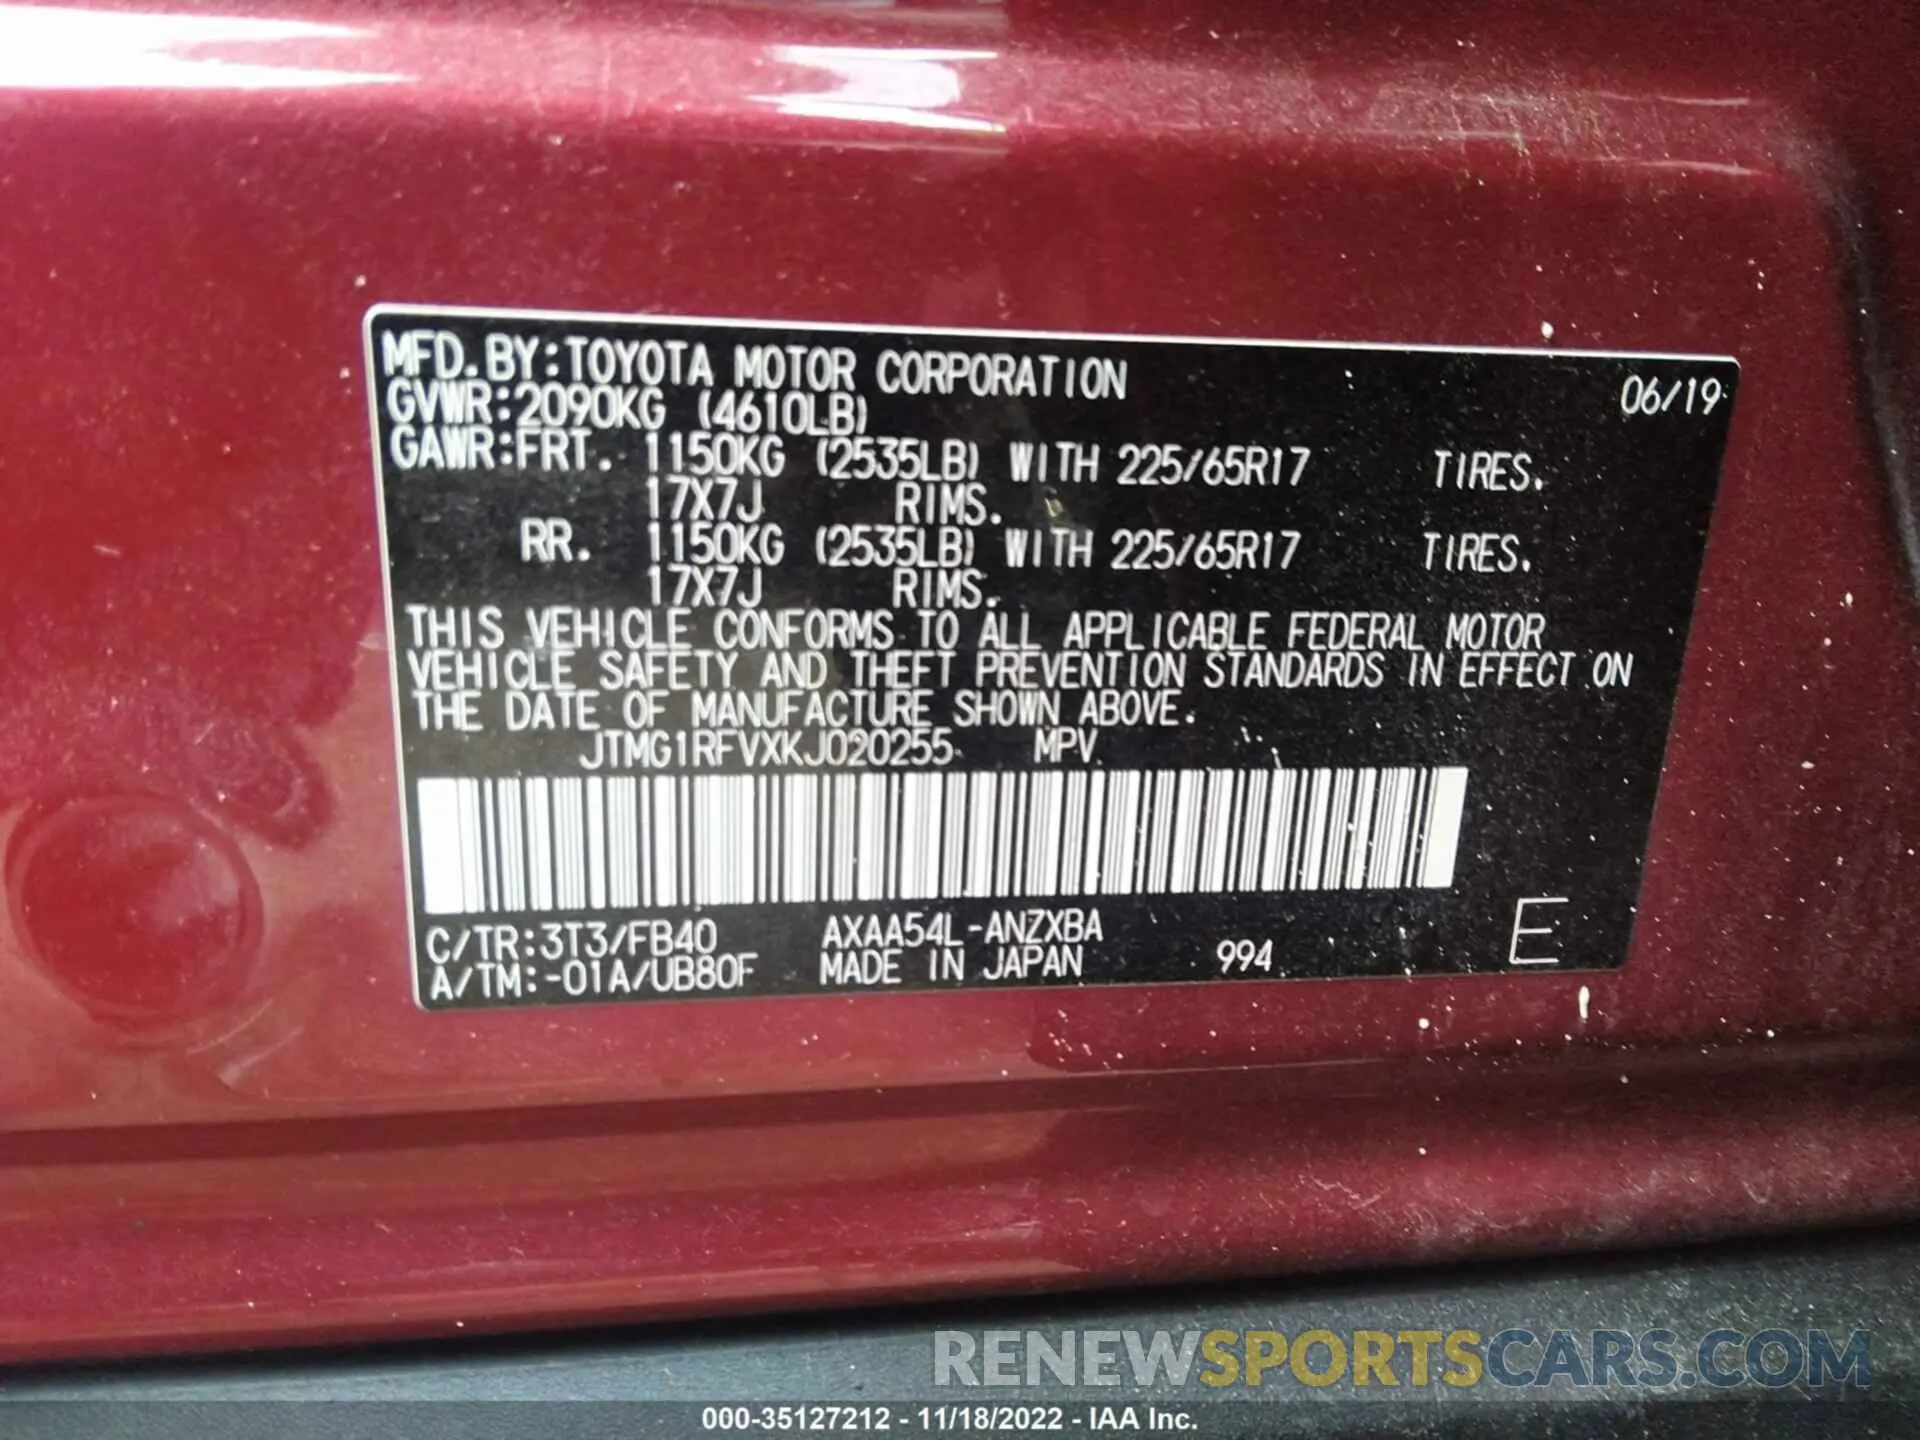 MFD. BY: TOYOTA MOTOR CORPORATION 06/19
GVWR: 2090KG (4610LB)
GAWR: FRT. 1150KG (2535LB) WITH 225/65R17 TIRES.
17X7J RIMS.
RR. 1150KG (2535LB) WITH 225/65R17 TIRES.
17X7J RIMS.
THIS VEHICLE CONFORMS TO ALL APPLICABLE FEDERAL MOTOR
VEHICLE SAFETY AND THEFT PREVENTION STANDARDS IN EFFECT ON
THE DATE OF MANUFACTURE SHOWN ABOVE.
JTMG1RFVXKJ020255 MPV
C/TR: 3T3/FB40 AXAA54L-ANZXBA
A/TM: -01A/UB80F MADE IN JAPAN 994 E
RENEWSPORTSCARS.COM
000-35127212 - 11/18/2022 - IAA Inc.